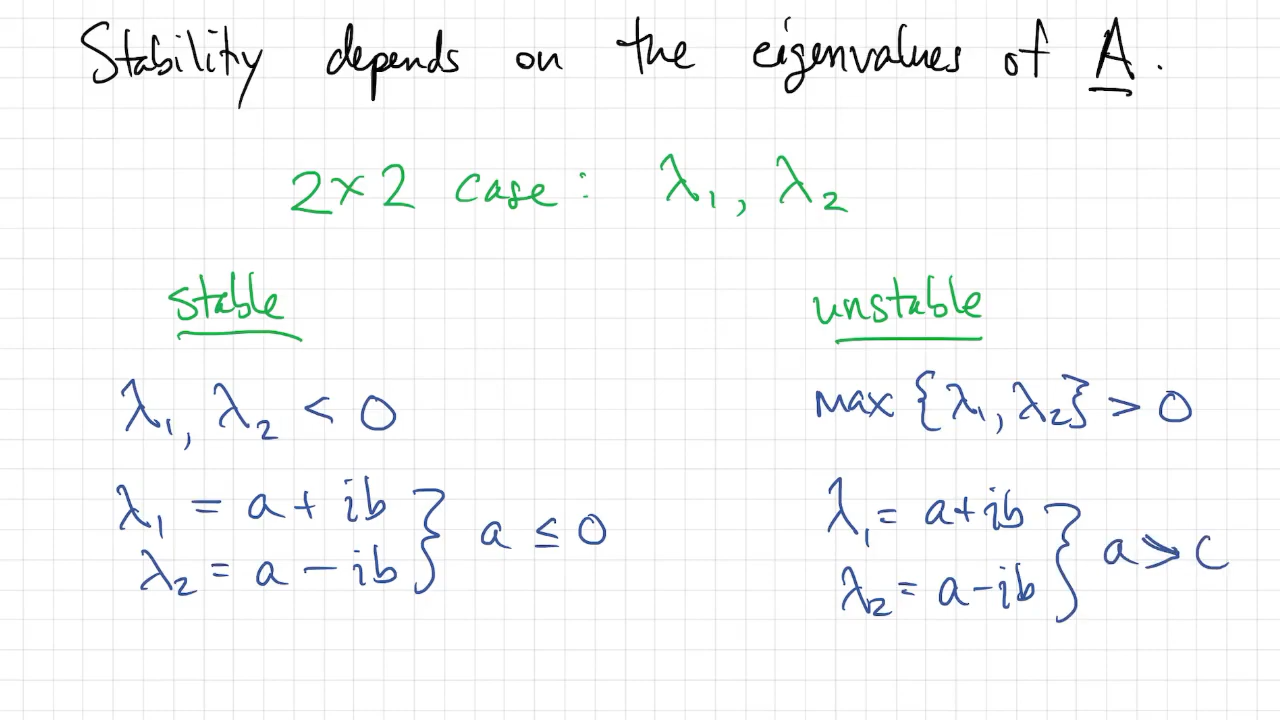 Stability depends on the eigenvalues of A.
2×2 case: λ₁, λ₂
stable
unstable
λ₁, λ₂ < 0
max {λ₁, λ₂} > 0
λ₁ = a + ib
λ₂ = a − ib
} a ≤ 0
λ₁ = a+ib
λ₂ = a−ib
} a > C